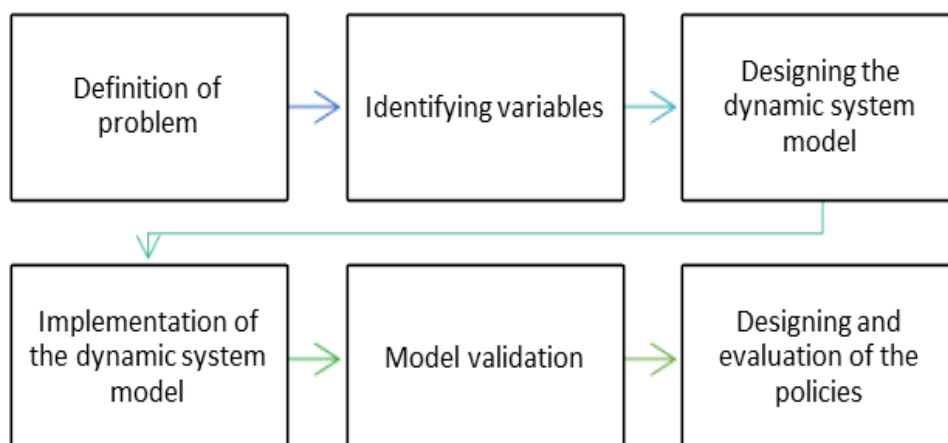 Definition of
problem
Identifying variables
Designing the
dynamic system
model
Implementation of
the dynamic system
model
Model validation
Designing and
evaluation of the
policies